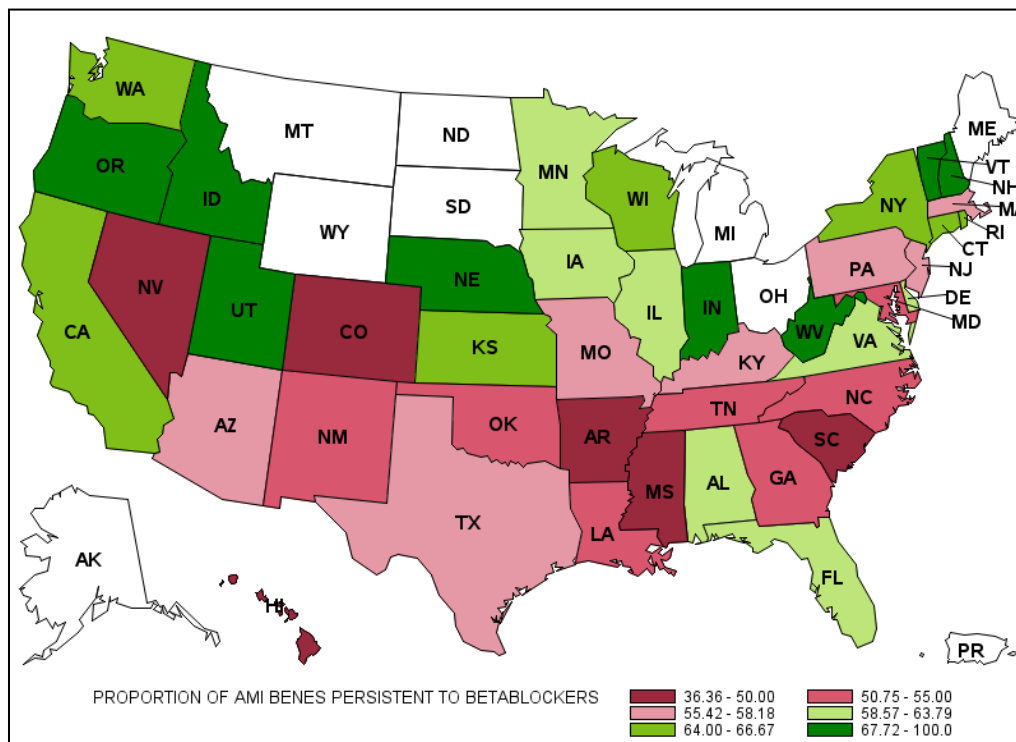 WA
MT
ND
ME
OR
MN
VT
ID
SD
WI
NH
WY
MI
NY
MA
RI
IA
CT
NE
PA
NJ
NV
OH
DE
UT
IL
IN
MD
CA
CO
WV
VA
KS
MO
KY
NC
TN
AZ
NM
OK
AR
SC
MS
AL
GA
TX
LA
AK
FL
HI
PR
PROPORTION OF AMI BENES PERSISTENT TO BETABLOCKERS
36.36 - 50.00
50.75 - 55.00
55.42 - 58.18
58.57 - 63.79
64.00 - 66.67
67.72 - 100.0